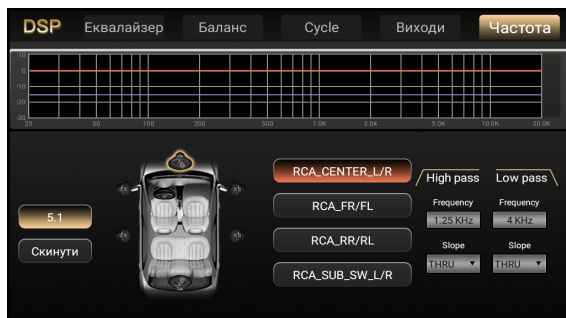 DSP Еквалайзер Баланс Cycle Виходи Частота
10
0
-10
-20
-30
20 50 100 200 500 1.0K 2.0K 5.0K 10.0K 20.0K
RCA_CENTER_L/R
High pass Low pass
RCA_FR/FL
Frequency Frequency
5.1
1.25 KHz 4 KHz
RCA_RR/RL
Slope Slope
Скинути
THRU ▼ THRU ▼
RCA_SUB_SW_L/R